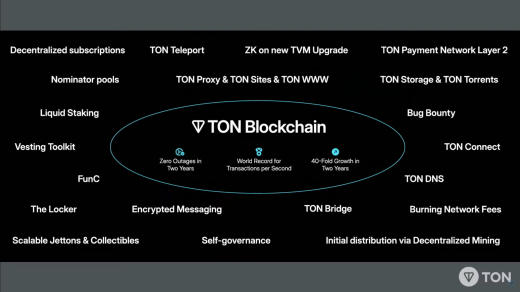 Decentralized subscriptions
TON Teleport
ZK on new TVM Upgrade
TON Payment Network Layer 2
Nominator pools
TON Proxy & TON Sites & TON WWW
TON Storage & TON Torrents
Liquid Staking
Bug Bounty
TON Blockchain
Vesting Toolkit
TON Connect
Zero Outages in
Two Years
World Record for
Transactions per Second
40-Fold Growth in
Two Years
FunC
TON DNS
The Locker
Encrypted Messaging
TON Bridge
Burning Network Fees
Scalable Jettons & Collectibles
Self-governance
Initial distribution via Decentralized Mining
TON